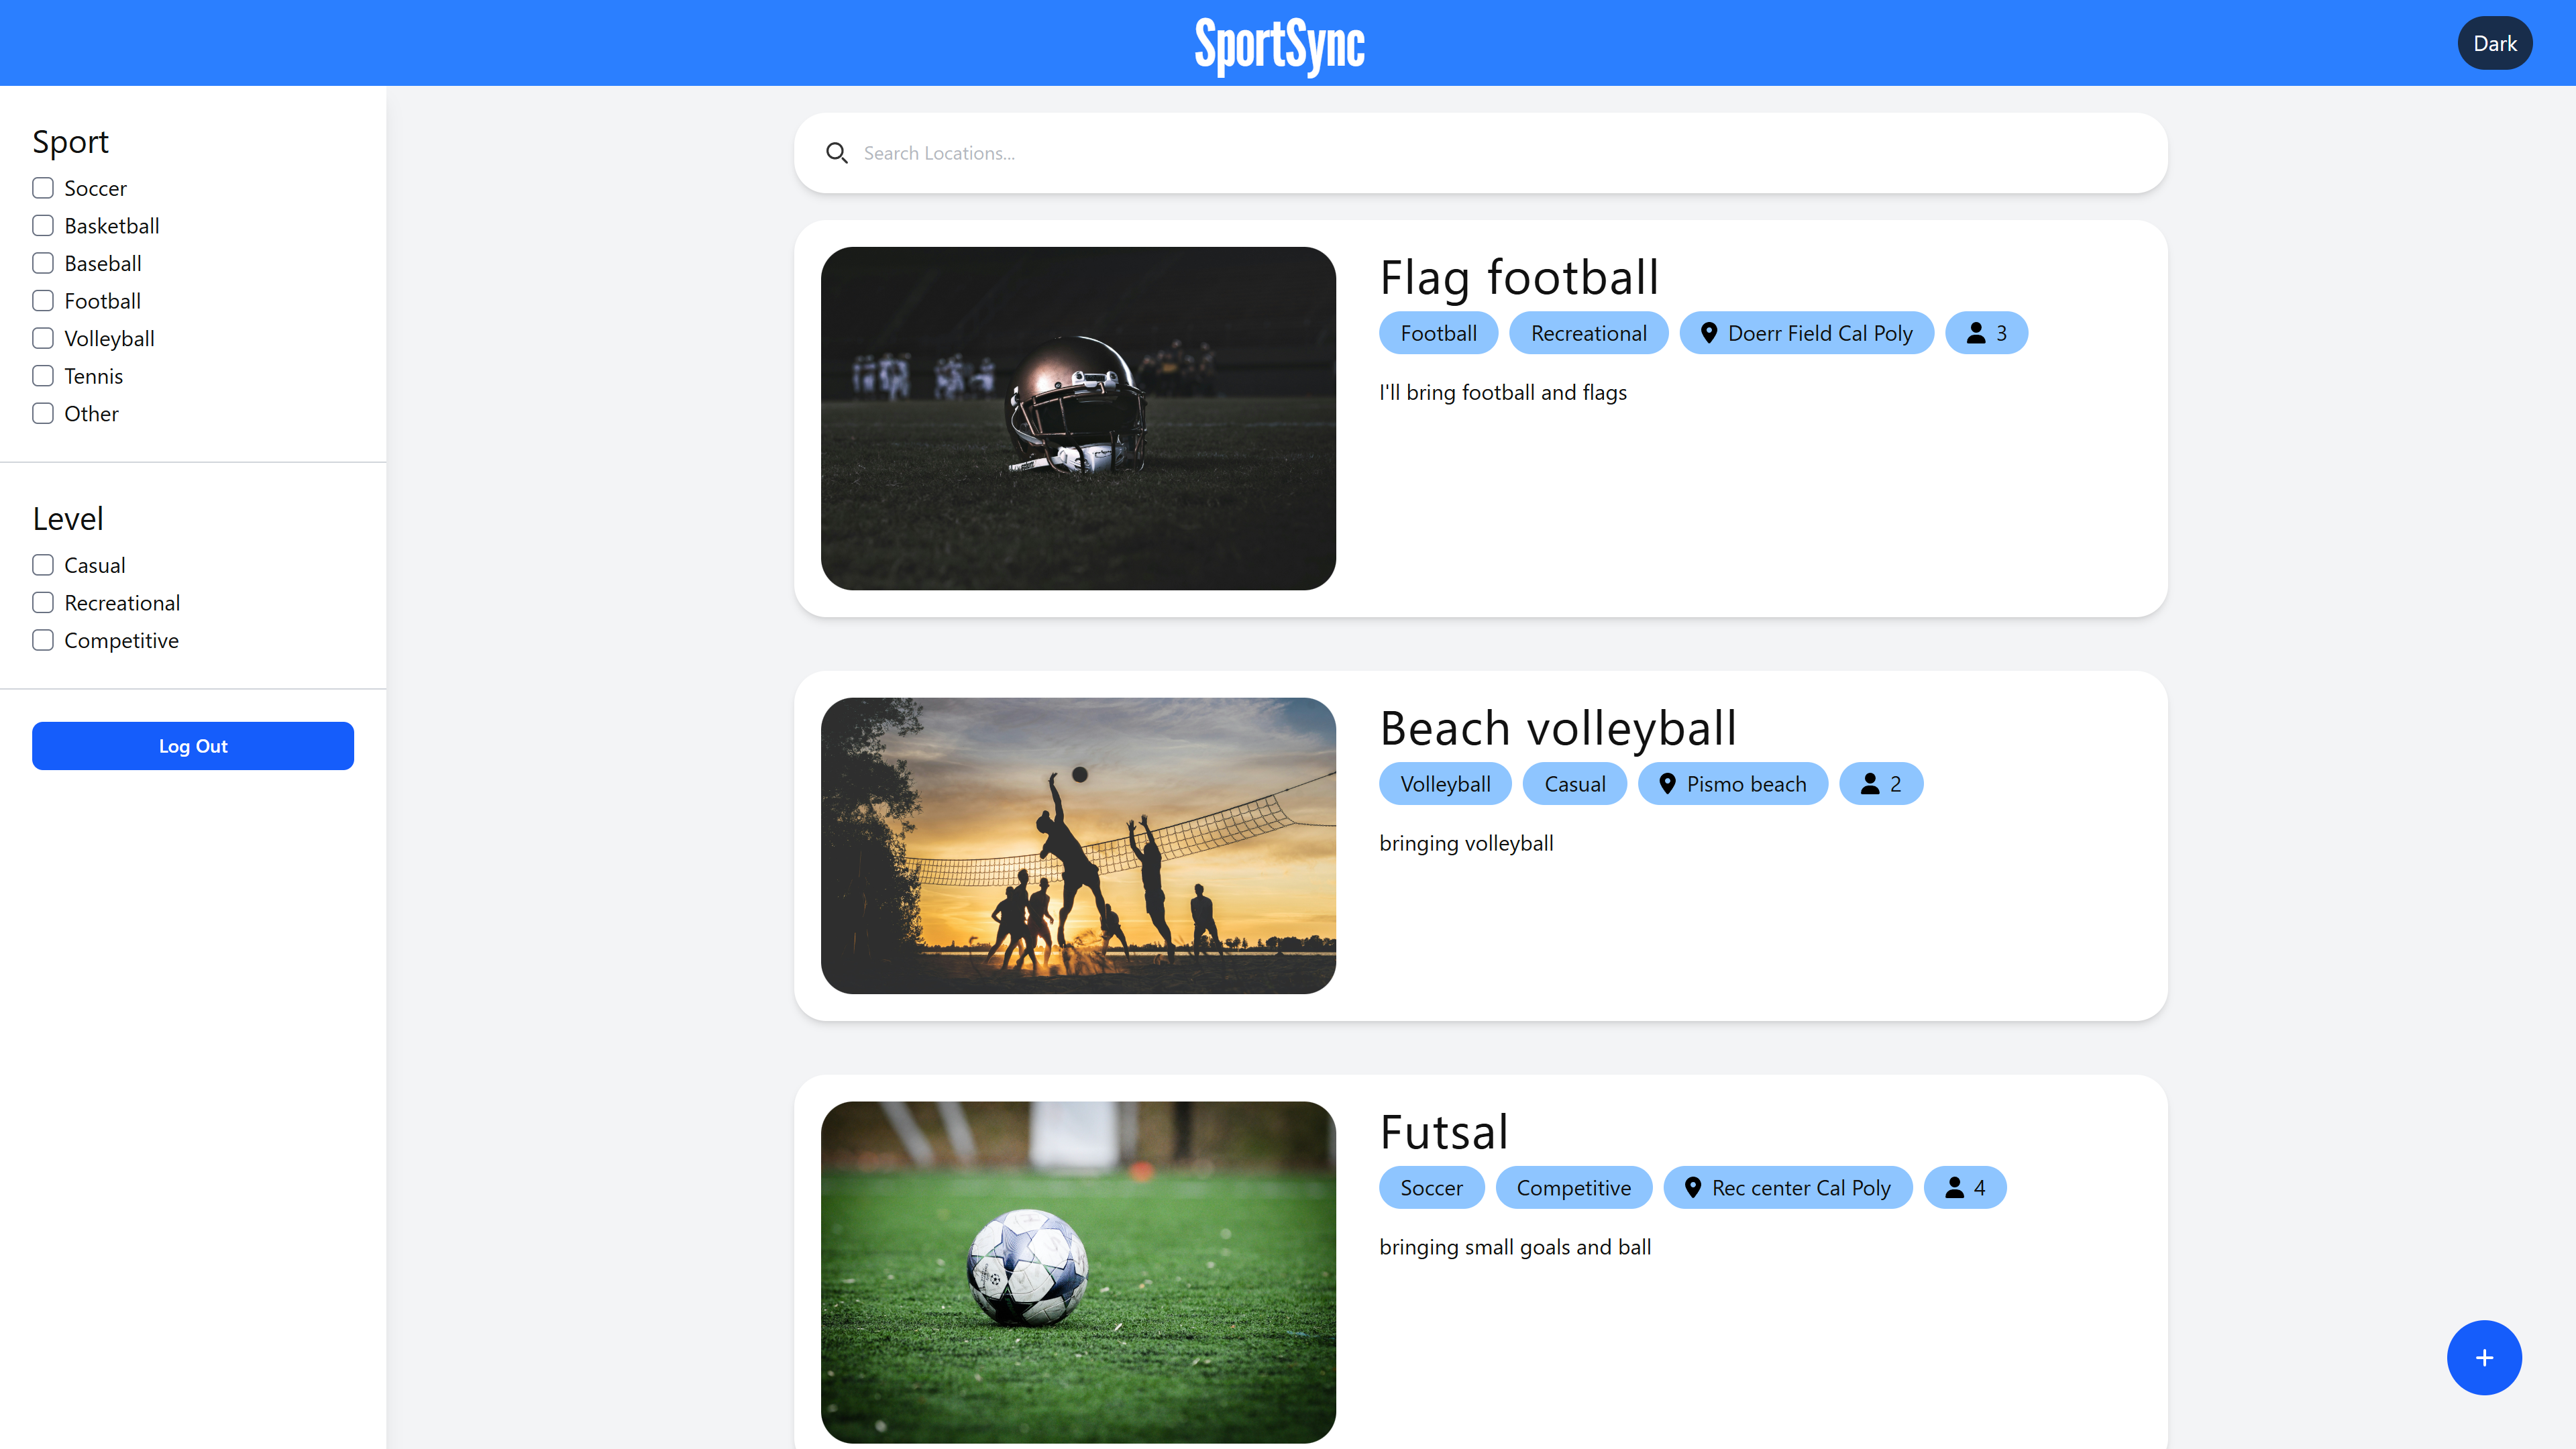 SportSync
Dark
Sport
Soccer
Basketball
Baseball
Football
Volleyball
Tennis
Other
Level
Casual
Recreational
Competitive
Log Out
Search Locations...
Flag football
Football Recreational Doerr Field Cal Poly 3
I'll bring football and flags
Beach volleyball
Volleyball Casual Pismo beach 2
bringing volleyball
Futsal
Soccer Competitive Rec center Cal Poly 4
bringing small goals and ball
+